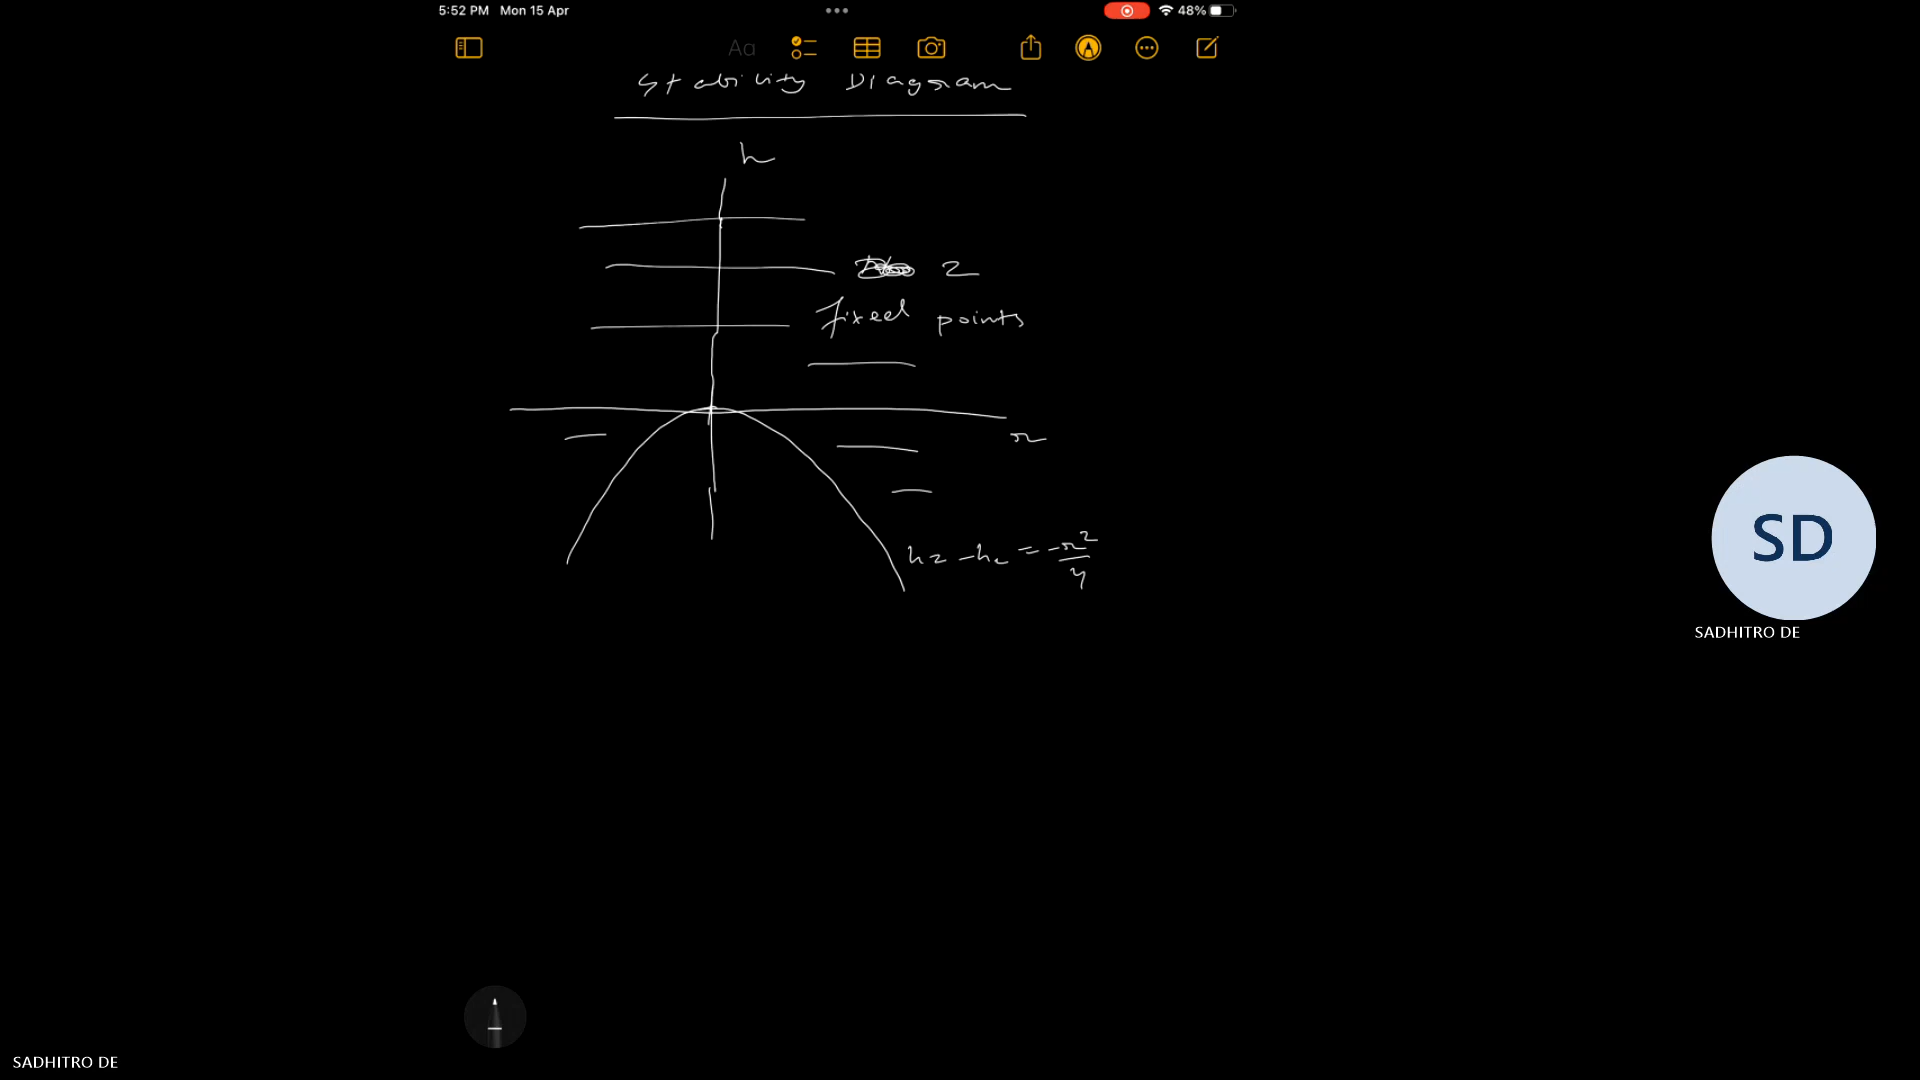 5:52 PM Mon 15 Apr
48%
Aa
Stability Diagram
h
2
fixed points
r
h = -hc = -r²/4
SD
SADHITRO DE
SADHITRO DE